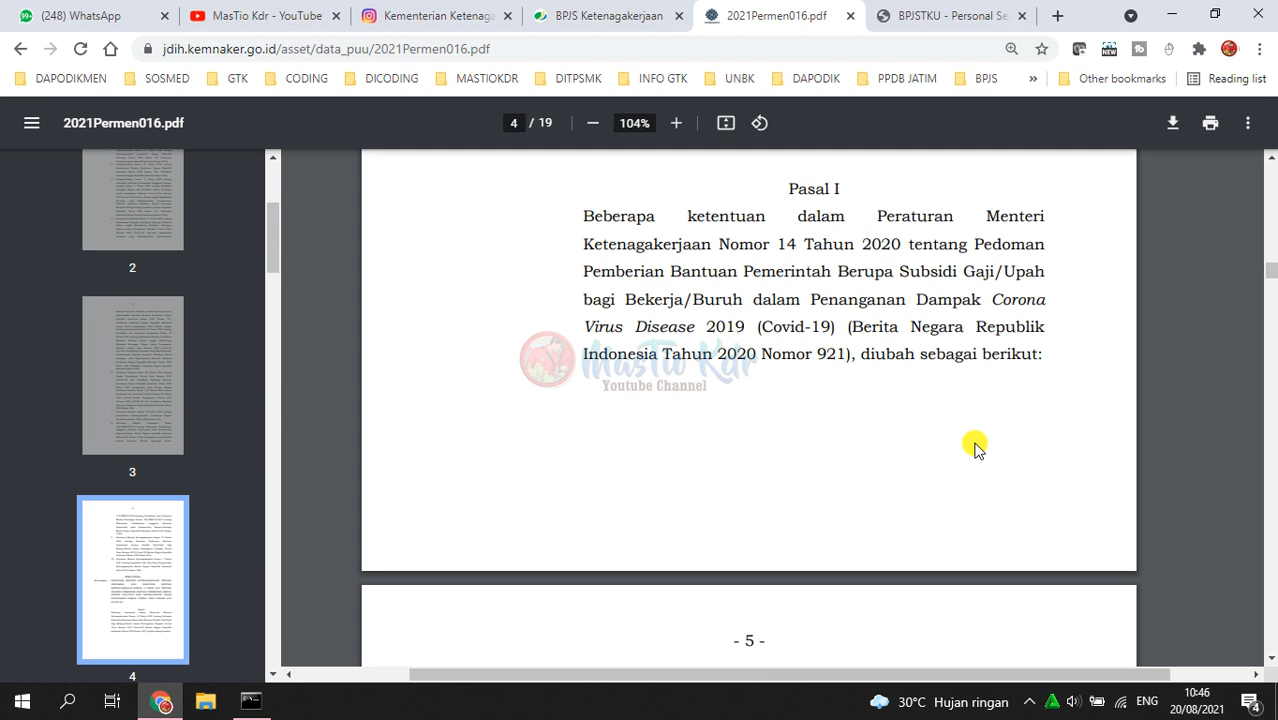 (248) WhatsApp
MasTio Kdr - YouTube
Kementerian Ketenag
BPJS Ketenagakerjaan
2021Permen016.pdf
BPJSTKU - Personal Se
jdih.kemnaker.go.id/asset/data_puu/2021Permen016.pdf
NEW
DAPODIKMEN
SOSMED
GTK
CODING
DICODING
MASTIOKDR
DITPSMK
INFO GTK
UNBK
DAPODIK
PPDB JATIM
BPJS
Other bookmarks
Reading list
2021Permen016.pdf
4 / 19
104%
2
3
4
Pasal I
Beberapa ketentuan dalam Peraturan Menteri
Ketenagakerjaan Nomor 14 Tahun 2020 tentang Pedoman
Pemberian Bantuan Pemerintah Berupa Subsidi Gaji/Upah
bagi Bekerja/Buruh dalam Penanganan Dampak Corona
Virus Disease 2019 (Covid-19) (Berita Negara Republik
Indonesia Tahun 2020 Nomor 921), diubah sebagai berikut:
Youtube Channel
- 5 -
30°C Hujan ringan
ENG
10:46
20/08/2021
4